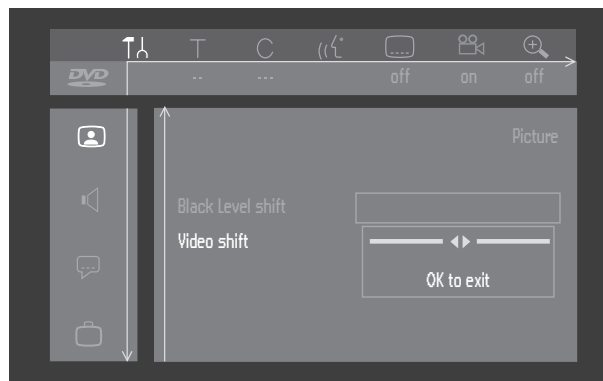 T C
DVD -- --- off on off
Picture
Black Level shift
Video shift
OK to exit